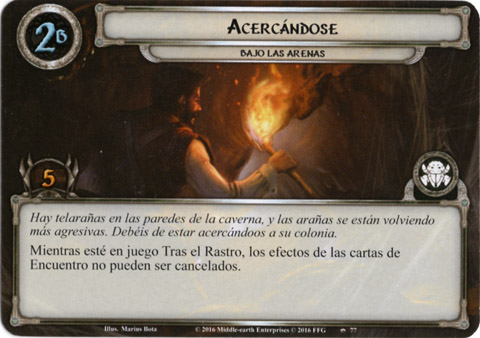 2B
ACERCÁNDOSE
BAJO LAS ARENAS
5
Hay telarañas en las paredes de la caverna, y las arañas se están volviendo
más agresivas. Debéis de estar acercándoos a su colonia.
Mientras esté en juego Tras el Rastro, los efectos de las cartas de
Encuentro no pueden ser cancelados.
Illus. Marius Bota
© 2016 Middle-earth Enterprises © 2016 FFG
77